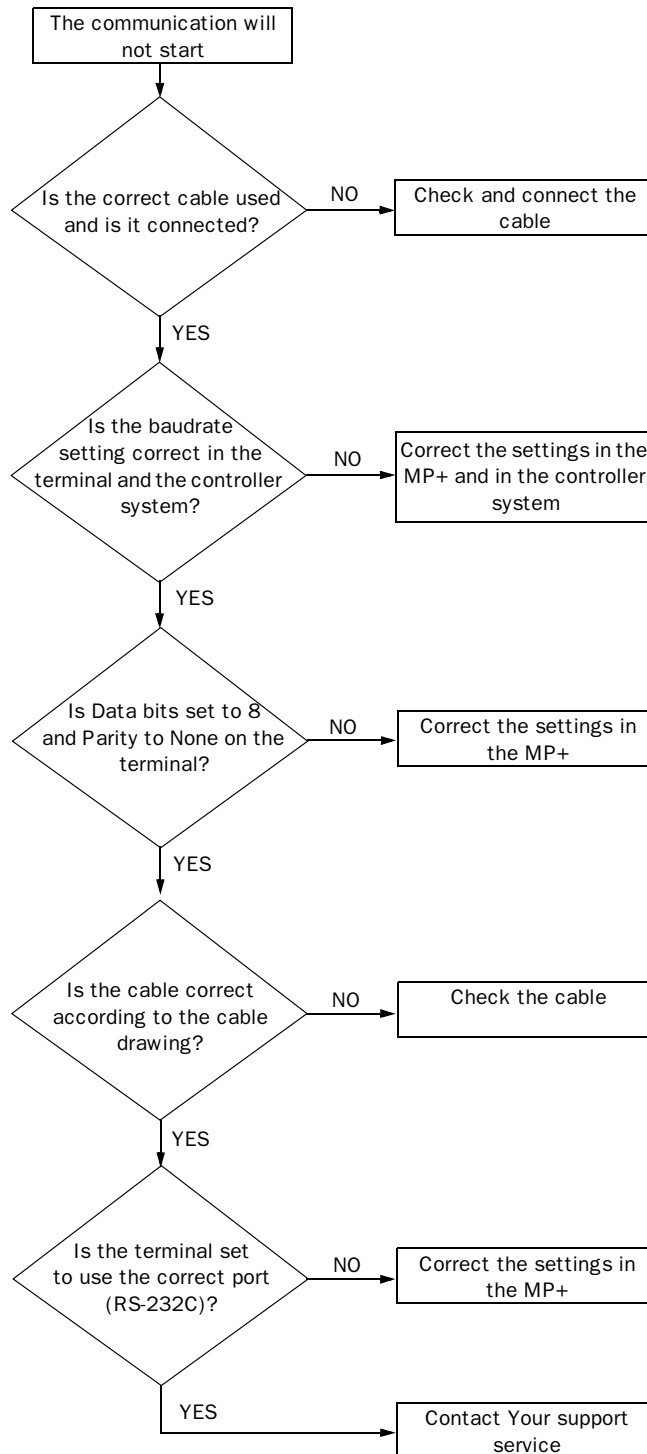 The communication will
not start
Is the correct cable used
and is it connected?
NO
Check and connect the
cable
YES
Is the baudrate
setting correct in the
terminal and the controller
system?
NO
Correct the settings in the
MP+ and in the controller
system
YES
Is Data bits set to 8
and Parity to None on the
terminal?
NO
Correct the settings in
the MP+
YES
Is the cable correct
according to the cable
drawing?
NO
Check the cable
YES
Is the terminal set
to use the correct port
(RS-232C)?
NO
Correct the settings in
the MP+
YES
Contact Your support
service